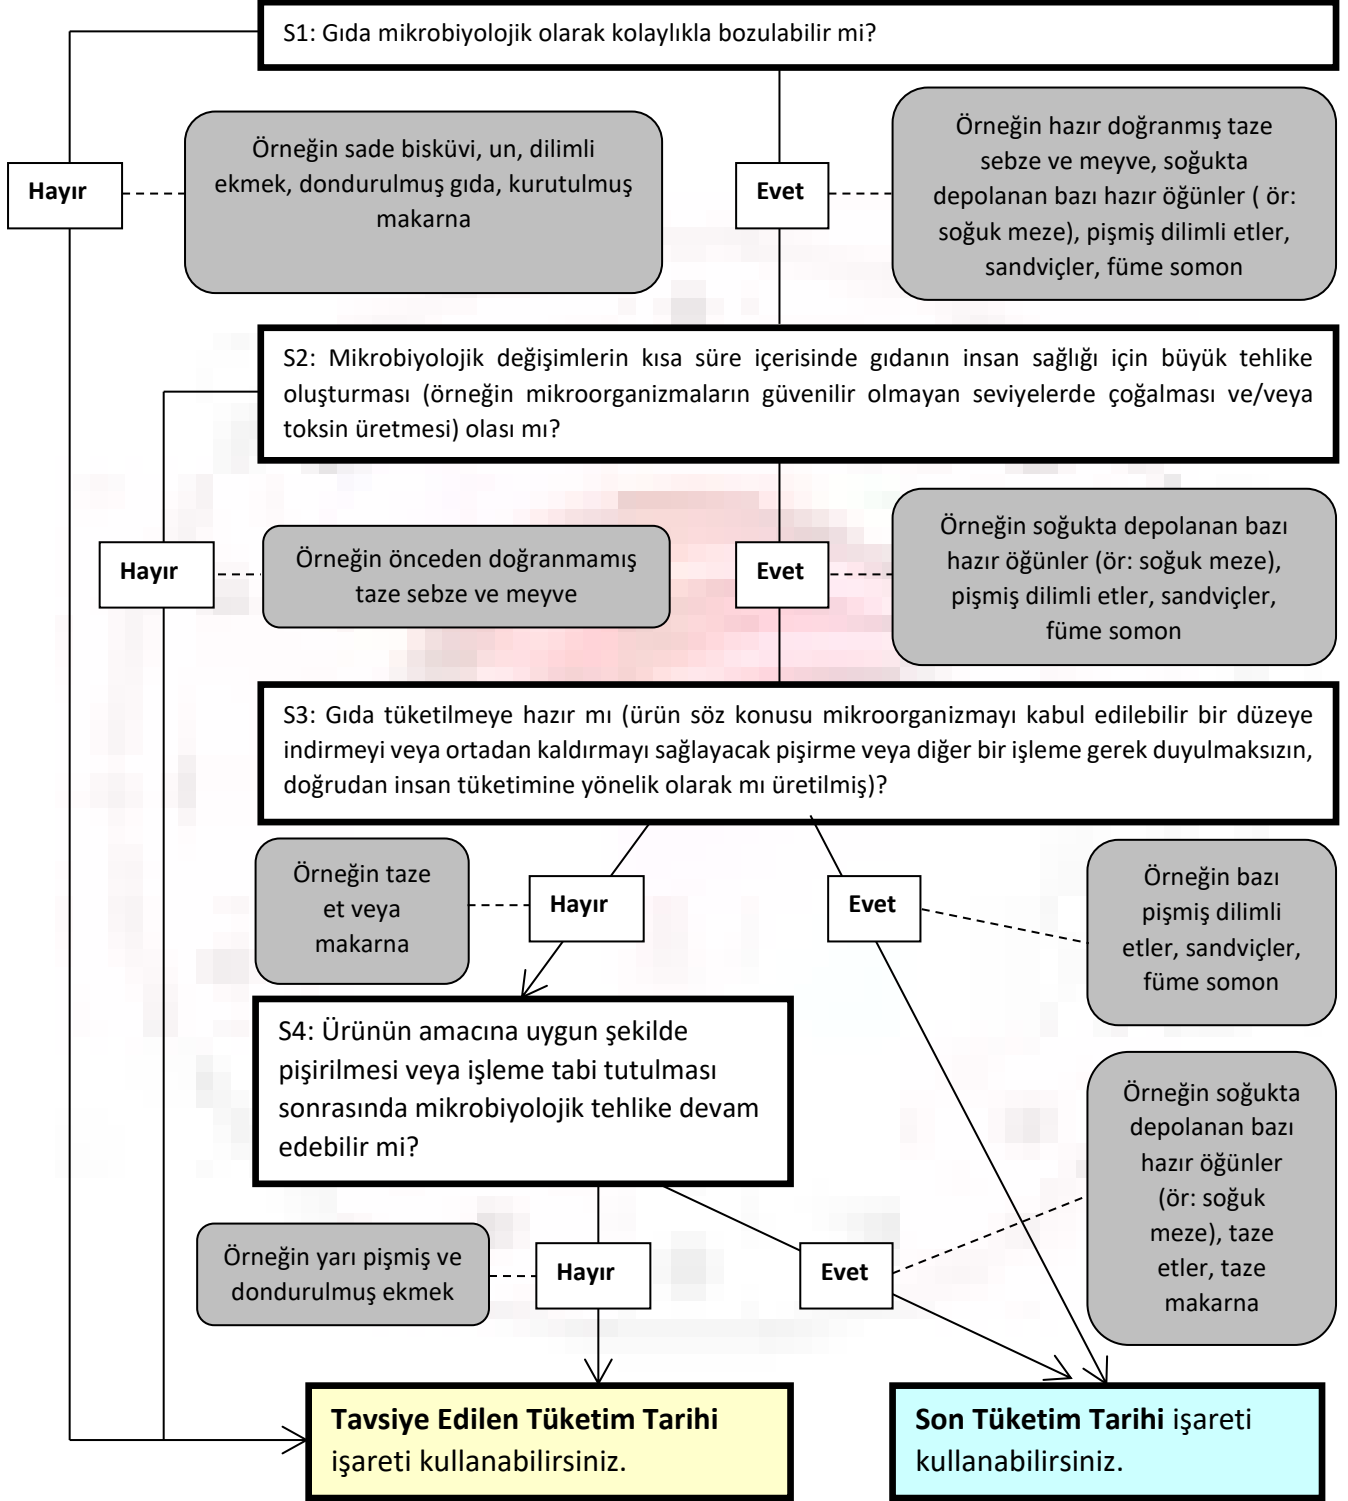 S1: Gıda mikrobiyolojik olarak kolaylıkla bozulabilir mi?
Hayır
Örneğin sade bisküvi, un, dilimli
ekmek, dondurulmuş gıda, kurutulmuş
makarna
Evet
Örneğin hazır doğranmış taze
sebze ve meyve, soğukta
depolanan bazı hazır öğünler ( ör:
soğuk meze), pişmiş dilimli etler,
sandviçler, füme somon
S2: Mikrobiyolojik değişimlerin kısa süre içerisinde gıdanın insan sağlığı için büyük tehlike
oluşturması (örneğin mikroorganizmaların güvenilir olmayan seviyelerde çoğalması ve/veya
toksin üretmesi) olası mı?
Hayır
Örneğin önceden doğranmamış
taze sebze ve meyve
Evet
Örneğin soğukta depolanan bazı
hazır öğünler (ör: soğuk meze),
pişmiş dilimli etler, sandviçler,
füme somon
S3: Gıda tüketilmeye hazır mı (ürün söz konusu mikroorganizmayı kabul edilebilir bir düzeye
indirmeyi veya ortadan kaldırmayı sağlayacak pişirme veya diğer bir işleme gerek duyulmaksızın,
doğrudan insan tüketimine yönelik olarak mı üretilmiş)?
Örneğin taze
et veya
makarna
Hayır
Evet
Örneğin bazı
pişmiş dilimli
etler, sandviçler,
füme somon
S4: Ürünün amacına uygun şekilde
pişirilmesi veya işleme tabi tutulması
sonrasında mikrobiyolojik tehlike devam
edebilir mi?
Örneğin yarı pişmiş ve
dondurulmuş ekmek
Hayır
Evet
Örneğin soğukta
depolanan bazı
hazır öğünler
(ör: soğuk
meze), taze
etler, taze
makarna
Tavsiye Edilen Tüketim Tarihi
işareti kullanabilirsiniz.
Son Tüketim Tarihi işareti
kullanabilirsiniz.